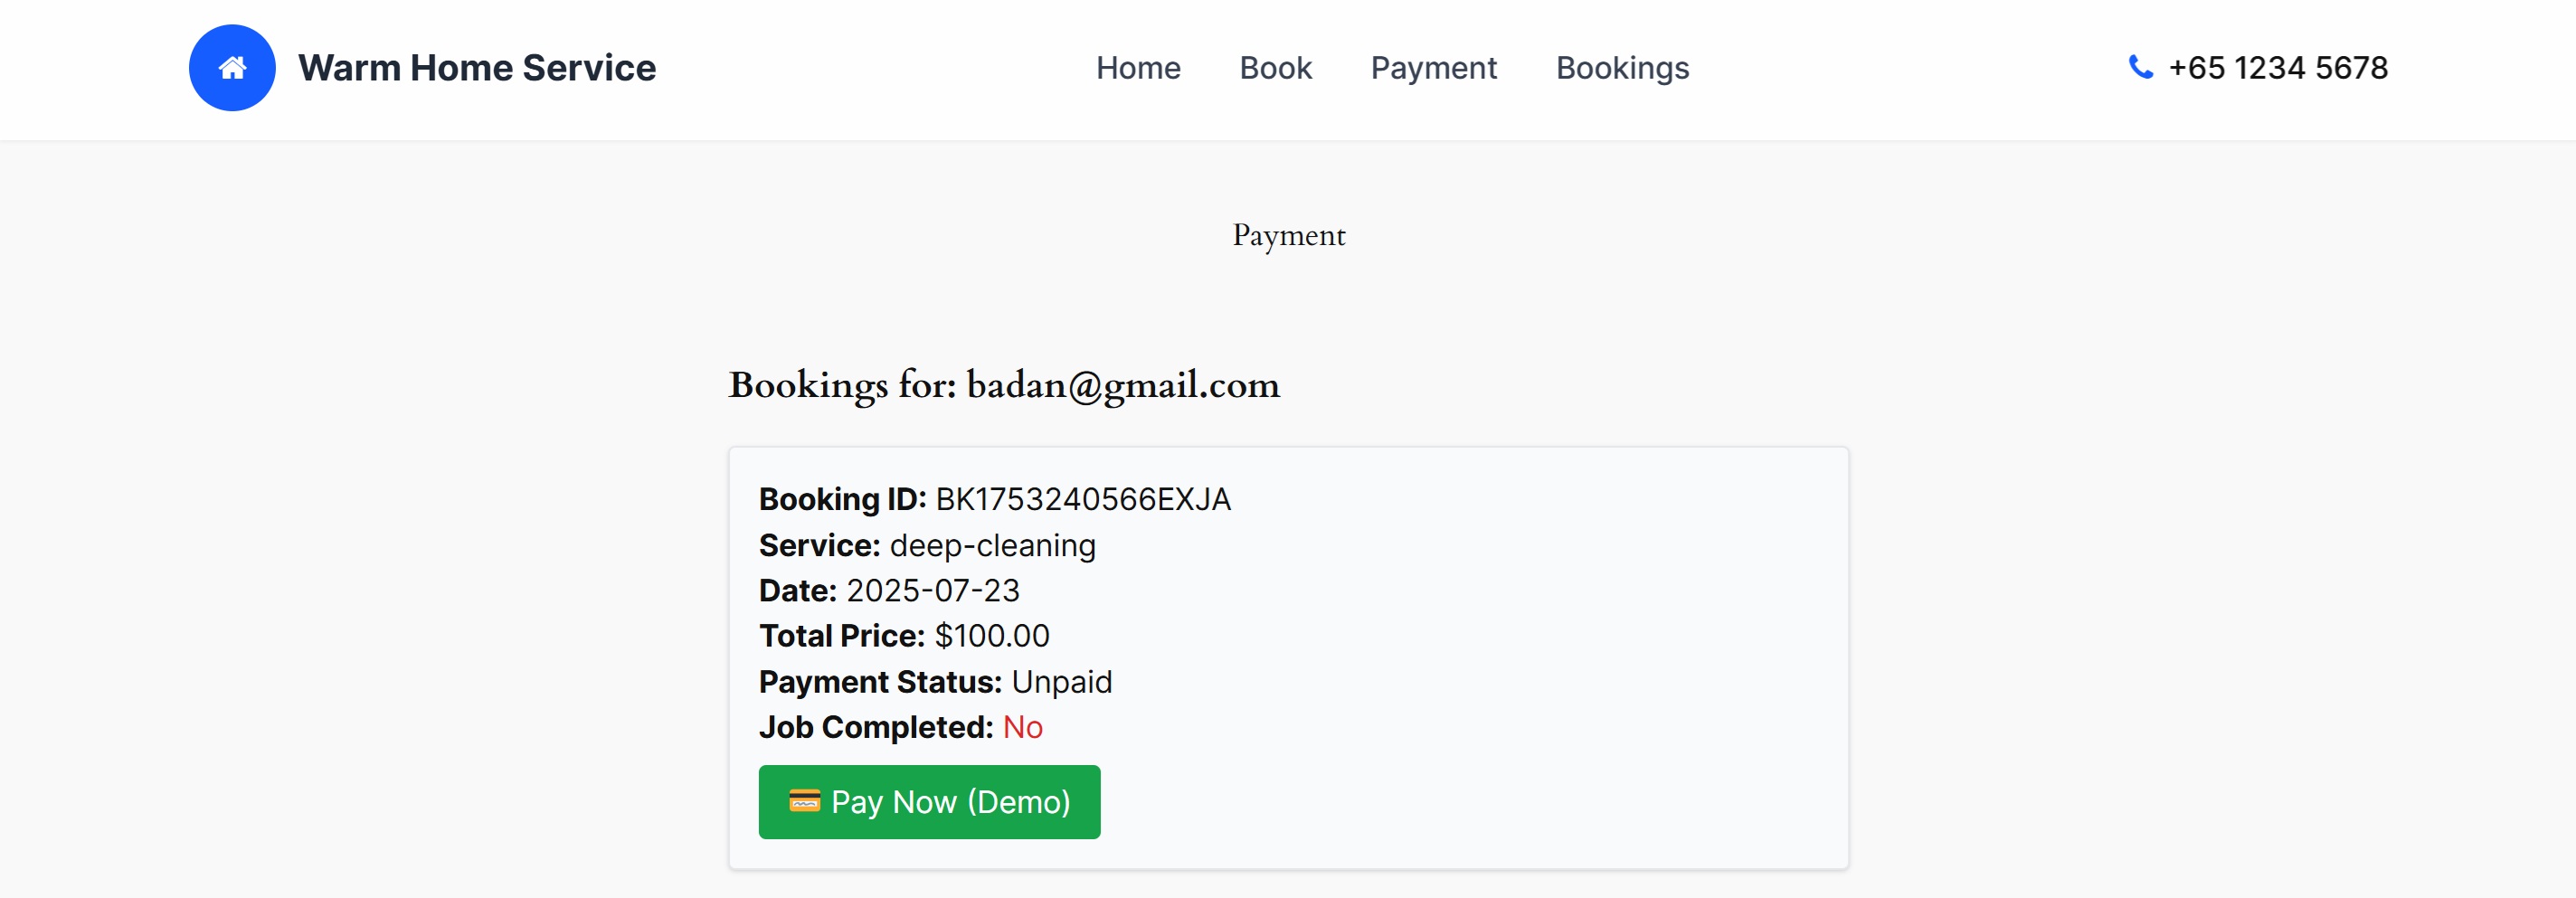 Warm Home Service
Home Book Payment Bookings
+65 1234 5678
Payment
Bookings for: badan@gmail.com
Booking ID: BK1753240566EXJA
Service: deep-cleaning
Date: 2025-07-23
Total Price: $100.00
Payment Status: Unpaid
Job Completed: No
💳 Pay Now (Demo)